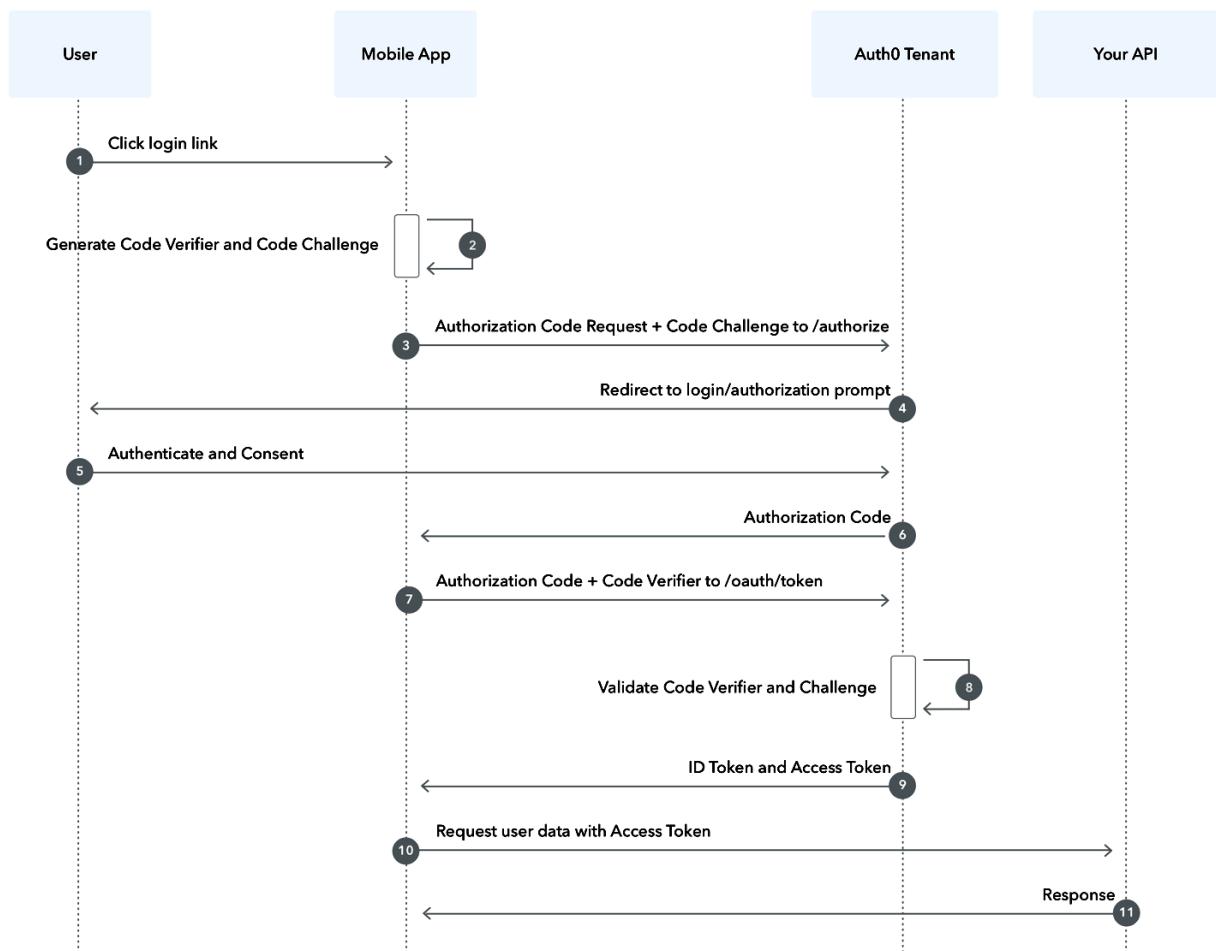 User
Mobile App
Auth0 Tenant
Your API
Click login link
1
Generate Code Verifier and Code Challenge
2
Authorization Code Request + Code Challenge to /authorize
3
Redirect to login/authorization prompt
4
Authenticate and Consent
5
Authorization Code
6
Authorization Code + Code Verifier to /oauth/token
7
Validate Code Verifier and Challenge
8
ID Token and Access Token
9
Request user data with Access Token
10
Response
11